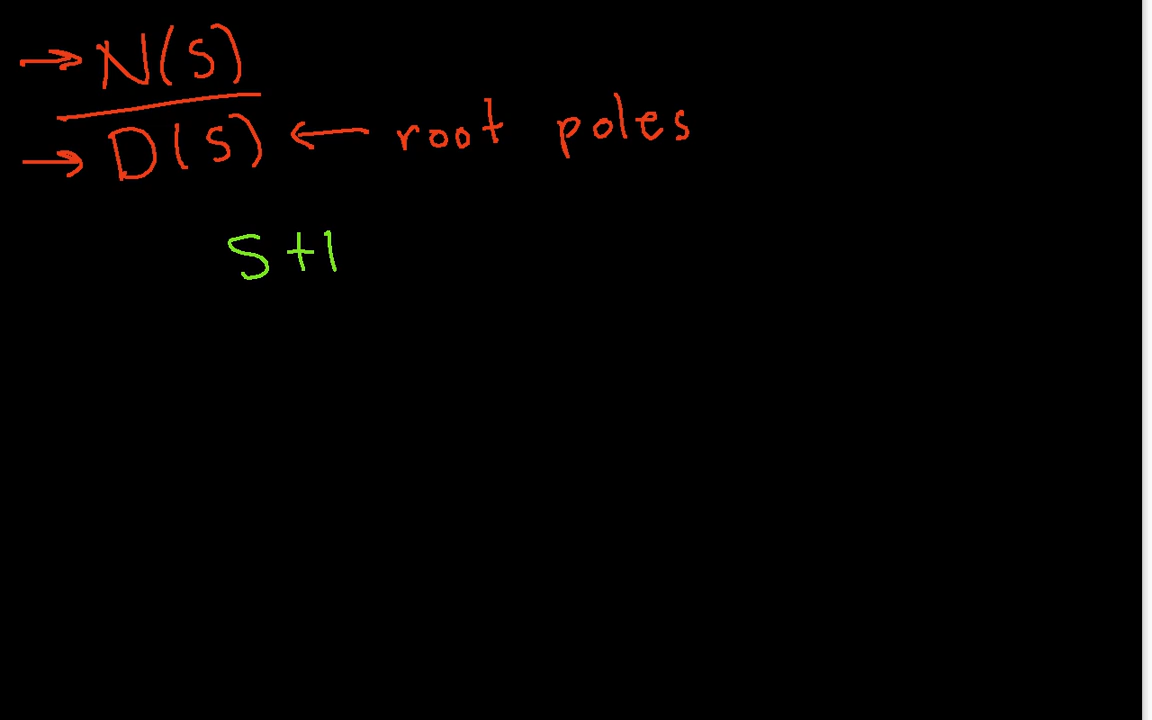 → N(s)
→ D(s) ← root poles
s+1